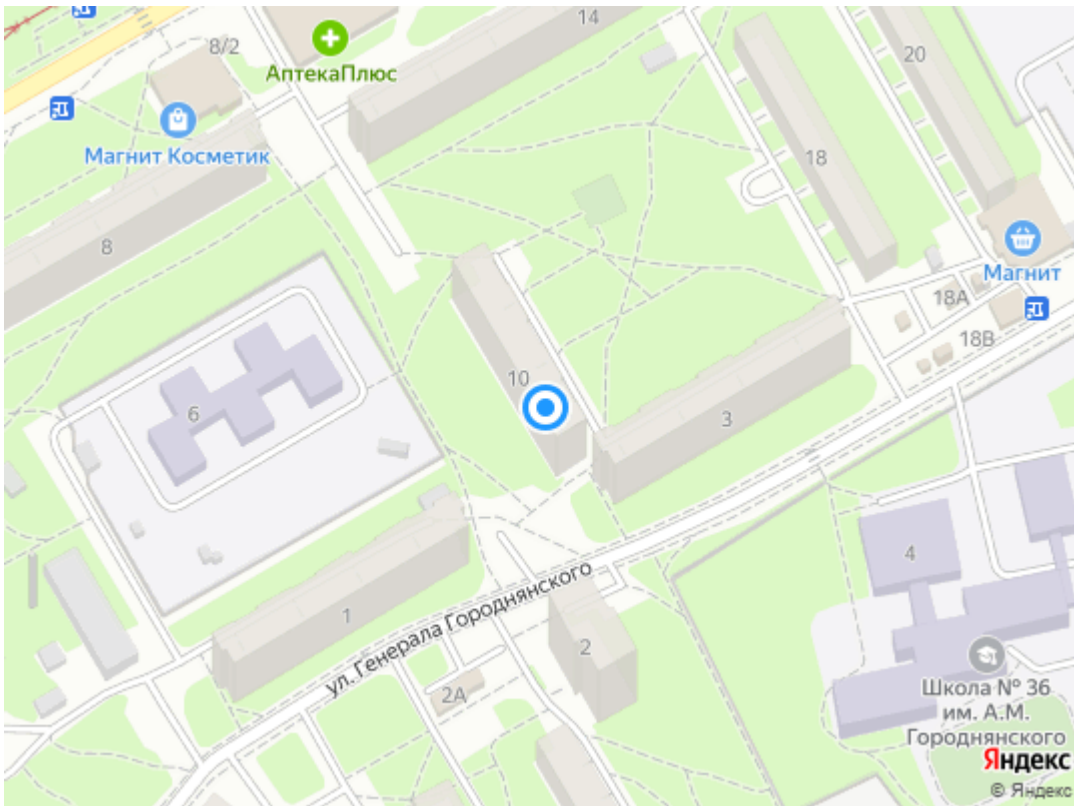 14
8/2
20
АптекаПлюс
Магнит Косметик
18
8
Магнит
18А
18В
10
6
3
4
ул. Генерала Городнянского
1
2
2А
Школа № 36
им. А.М.
Городнянского
Яндекс
© Яндекс